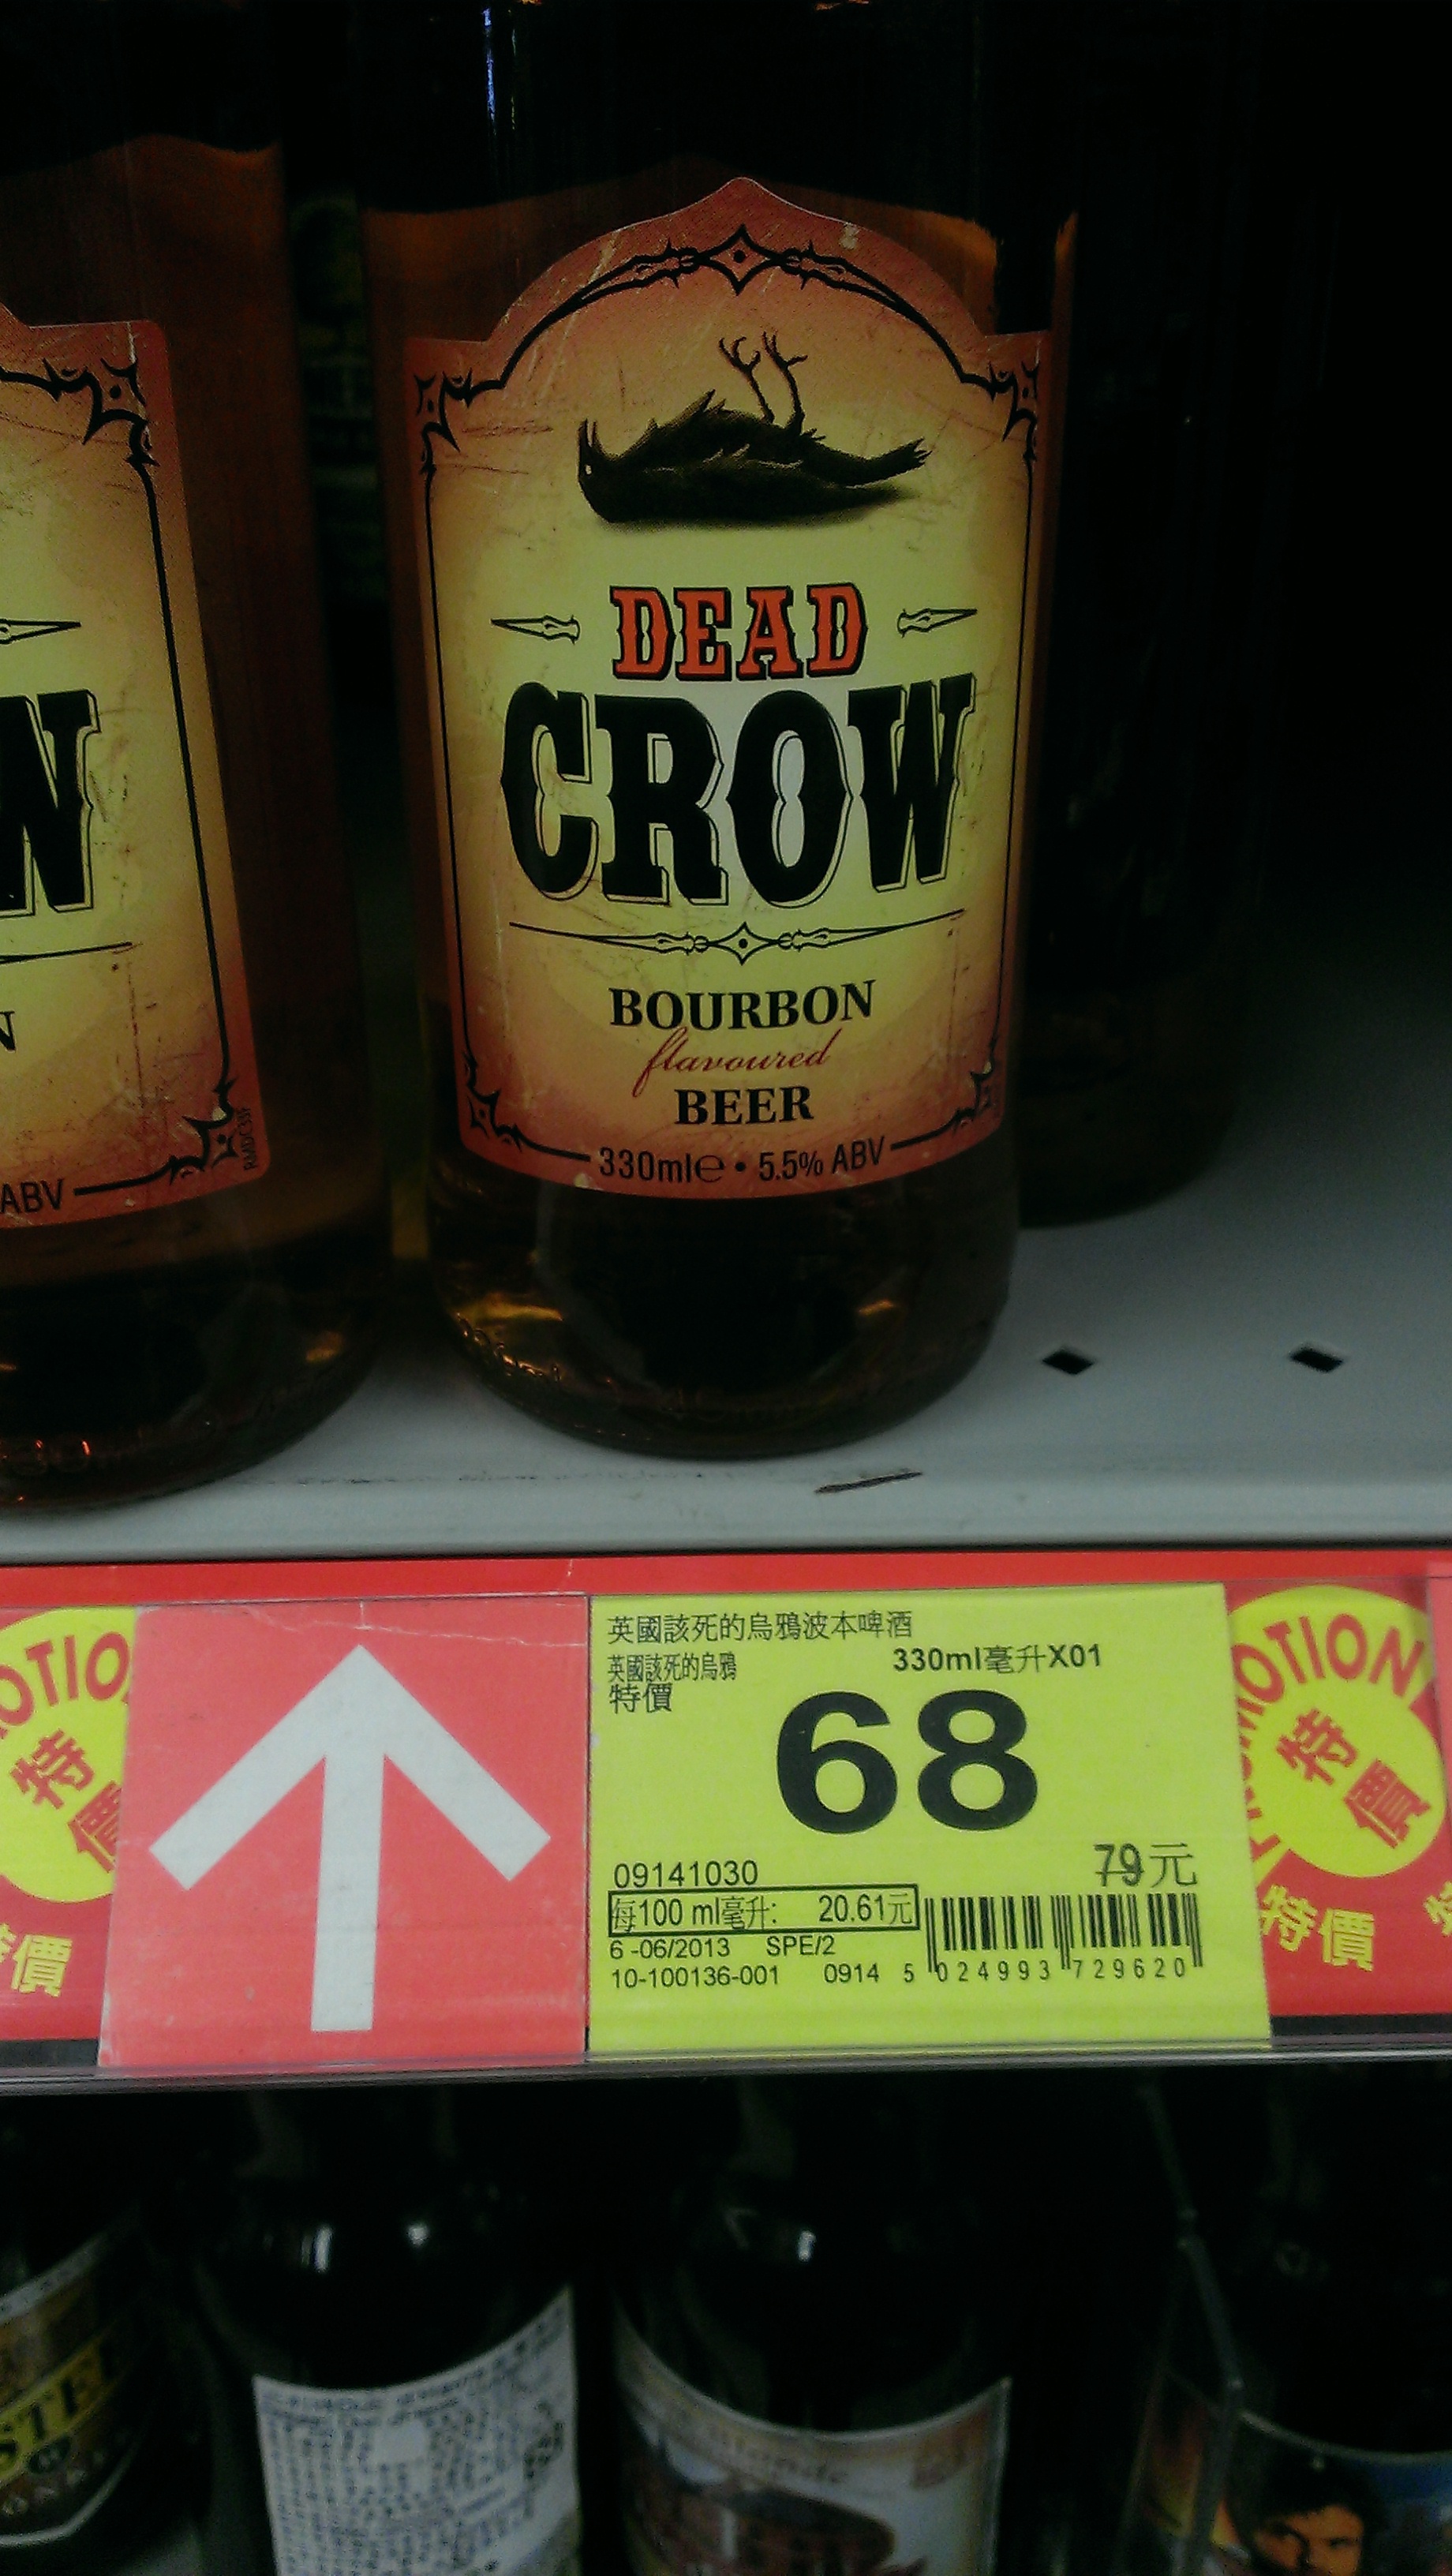 DEAD
CROW
BOURBON
flavoured
BEER
330ml℮ • 5.5% ABV
N
N
ABV
RMDC35F
英國該死的烏鴉波本啤酒
英國該死的烏鴉
330ml毫升X01
特價
68
79元
09141030
每100 ml毫升: 20.61元
6 -06/2013 SPE/2
10-100136-001 0914
5 024993 729620
OTIO
特價
特價
MOTION
特價
特價
STE